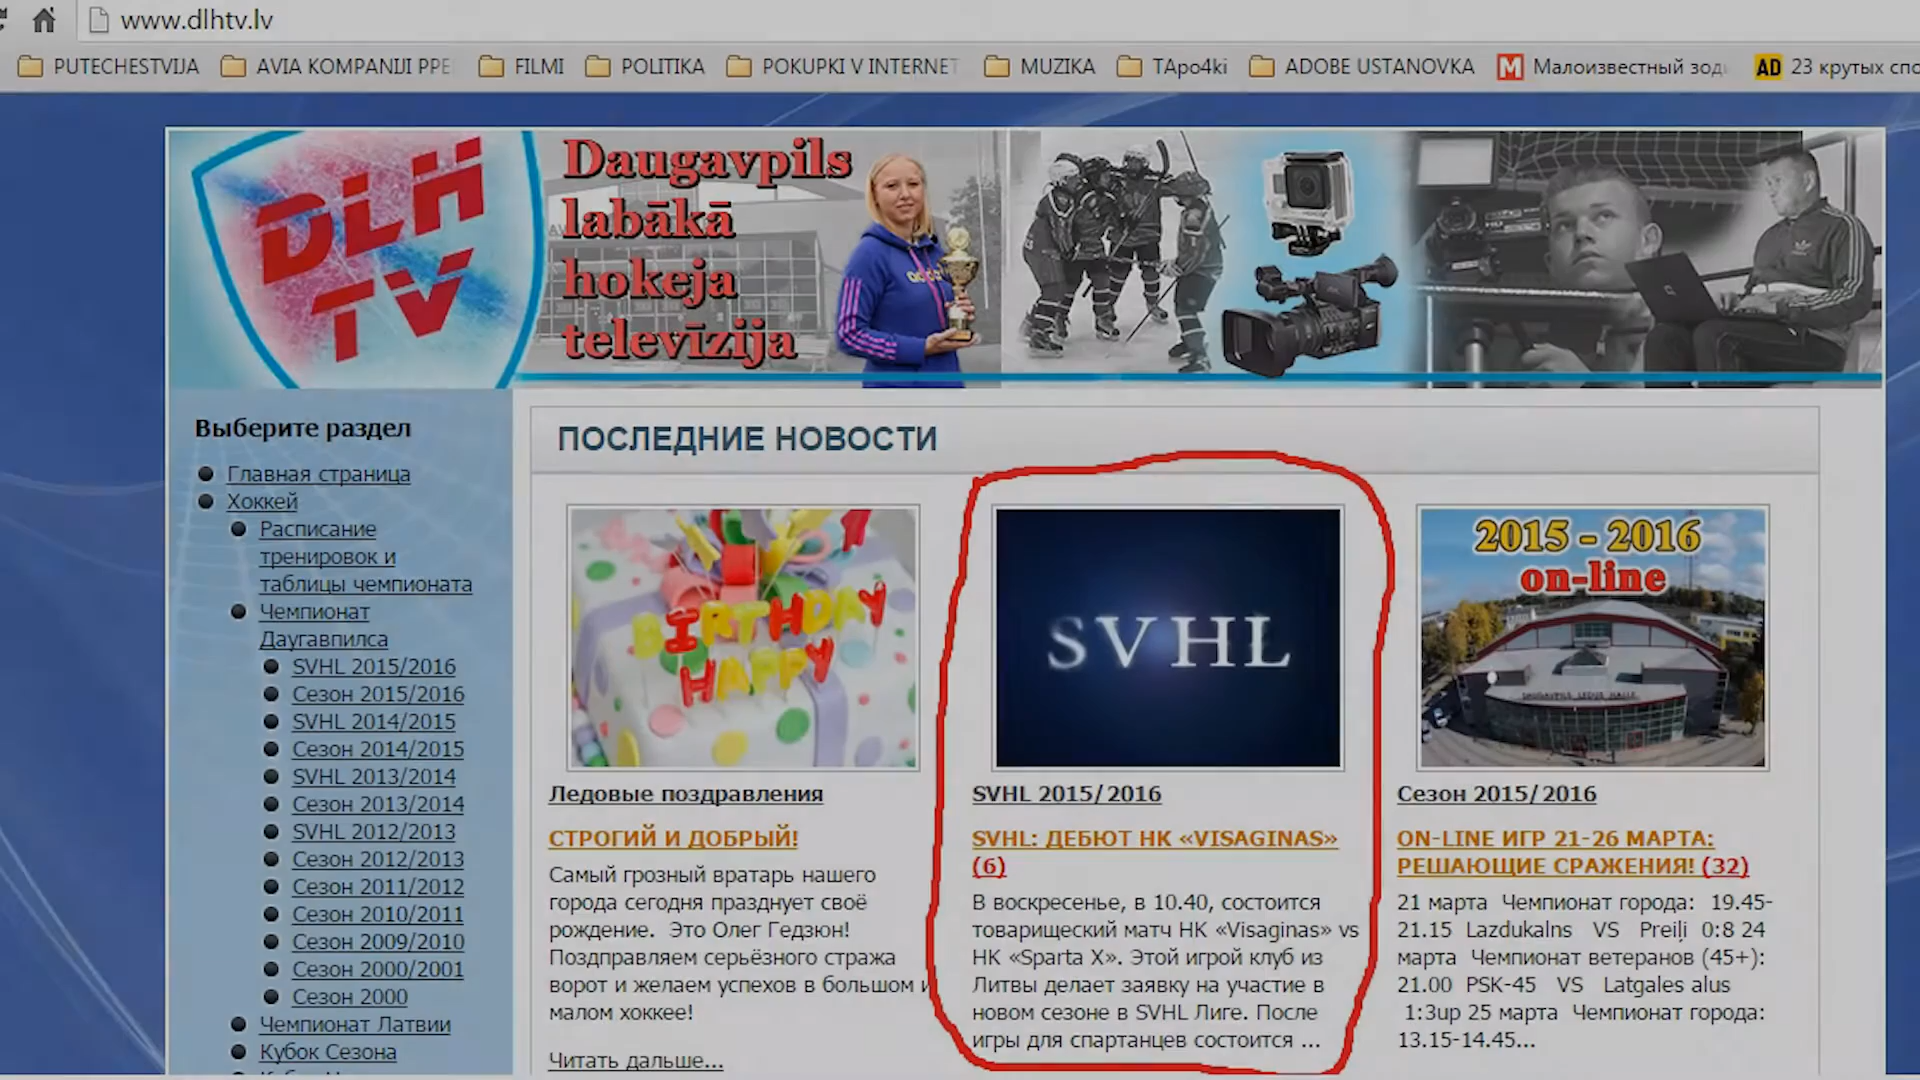 www.dlhtv.lv
PUTECHESTVIJA
AVIA KOMPANIJI PPE
FILMI
POLITIKA
POKUPKI V INTERNET
MUZIKA
TApo4ki
ADOBE USTANOVKA
M Малоизвестный
AD 23 крутых
DLH
TV
Daugavpils
labākā
hokeja
televīzija
Выберите раздел
Главная страница
Хоккей
Расписание
тренировок и
таблицы чемпионата
Чемпионат
Даугавпилса
SVHL 2015/2016
Сезон 2015/2016
SVHL 2014/2015
Сезон 2014/2015
SVHL 2013/2014
Сезон 2013/2014
SVHL 2012/2013
Сезон 2012/2013
Сезон 2011/2012
Сезон 2010/2011
Сезон 2009/2010
Сезон 2000/2001
Сезон 2000
Чемпионат Латвии
Кубок Сезона
ПОСЛЕДНИЕ НОВОСТИ
BIRTHDAY
HAPPY
Ледовые поздравления
СТРОГИЙ И ДОБРЫЙ!
Самый грозный вратарь нашего
города сегодня празднует своё
рождение. Это Олег Гедзюн!
Поздравляем серьёзного стража
ворот и желаем успехов в большом и
малом хоккее!
Читать дальше...
SVHL
SVHL 2015/2016
SVHL: ДЕБЮТ НК «VISAGINAS»
(6)
В воскресенье, в 10.40, состоится
товарищеский матч НК «Visaginas» vs
НК «Sparta X». Этой игрой клуб из
Литвы делает заявку на участие в
новом сезоне в SVHL Лиге. После
игры для спартанцев состоится ...
2015 - 2016
on-line
DAUGAVPILS LEDUS HALLE
Сезон 2015/2016
ON-LINE ИГР 21-26 МАРТА:
РЕШАЮЩИЕ СРАЖЕНИЯ! (32)
21 марта Чемпионат города: 19.45-
21.15 Lazdukalns VS Preiļi 0:8 24
марта Чемпионат ветеранов (45+):
21.00 PSK-45 VS Latgales alus
1:3up 25 марта Чемпионат города:
13.15-14.45...